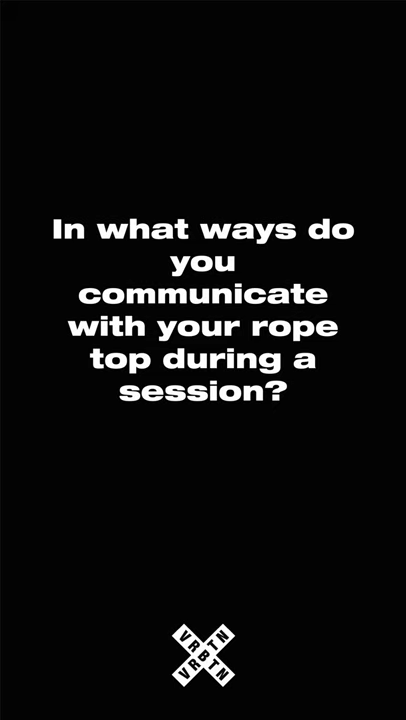 In what ways do
you
communicate
with your rope
top during a
session?
VRBTN
VRBTN